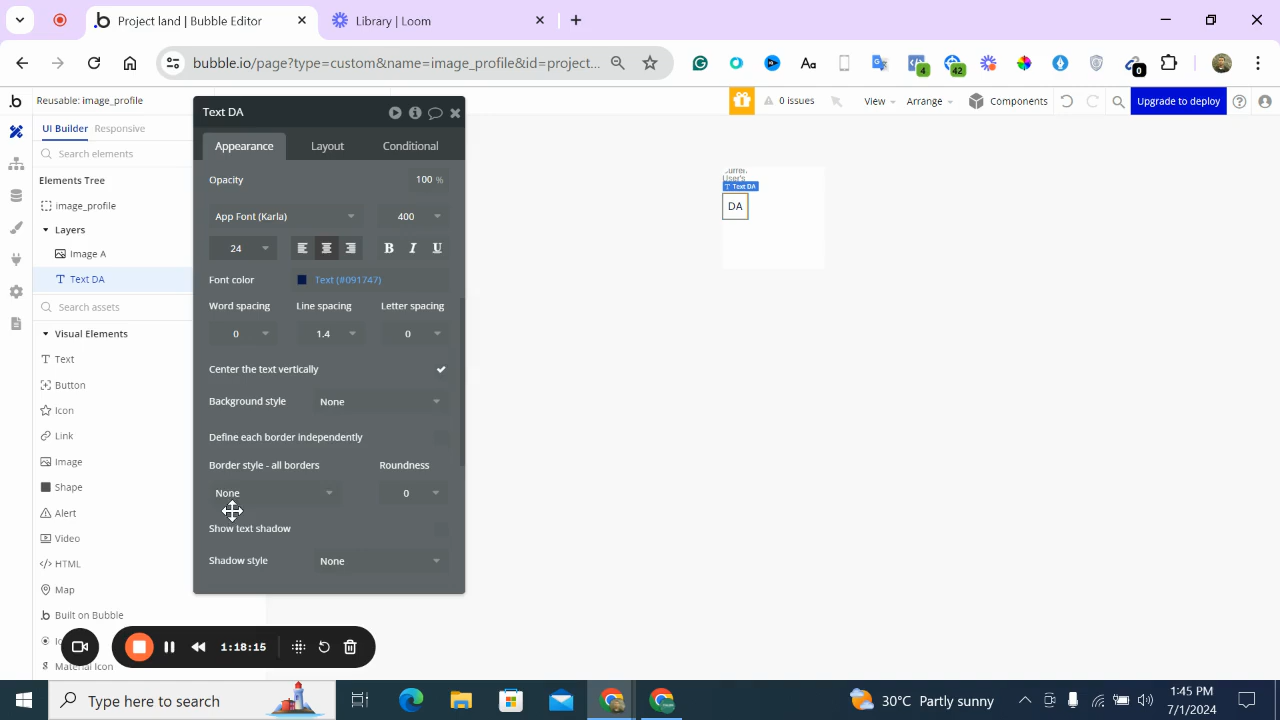 Project land | Bubble Editor
Library | Loom
bubble.io/page?type=custom&name=image_profile&id=project...
4
42
0
Reusable: image_profile
0 issues
View
Arrange
Components
Upgrade to deploy
UI Builder
Responsive
Search elements
Elements Tree
image_profile
Layers
Image A
Text DA
Search assets
Visual Elements
Text
Button
Icon
Link
Image
Shape
Alert
Video
HTML
Map
Built on Bubble
Material Icon
Text DA
Appearance
Layout
Conditional
Opacity
100 %
App Font (Karla)
400
24
B I U
Font color
Text (#091747)
Word spacing
Line spacing
Letter spacing
0
1.4
0
Center the text vertically
Background style
None
Define each border independently
Border style - all borders
Roundness
None
0
Show text shadow
Shadow style
None
User's
Text DA
DA
1:18:15
Type here to search
30°C Partly sunny
1:45 PM
7/1/2024